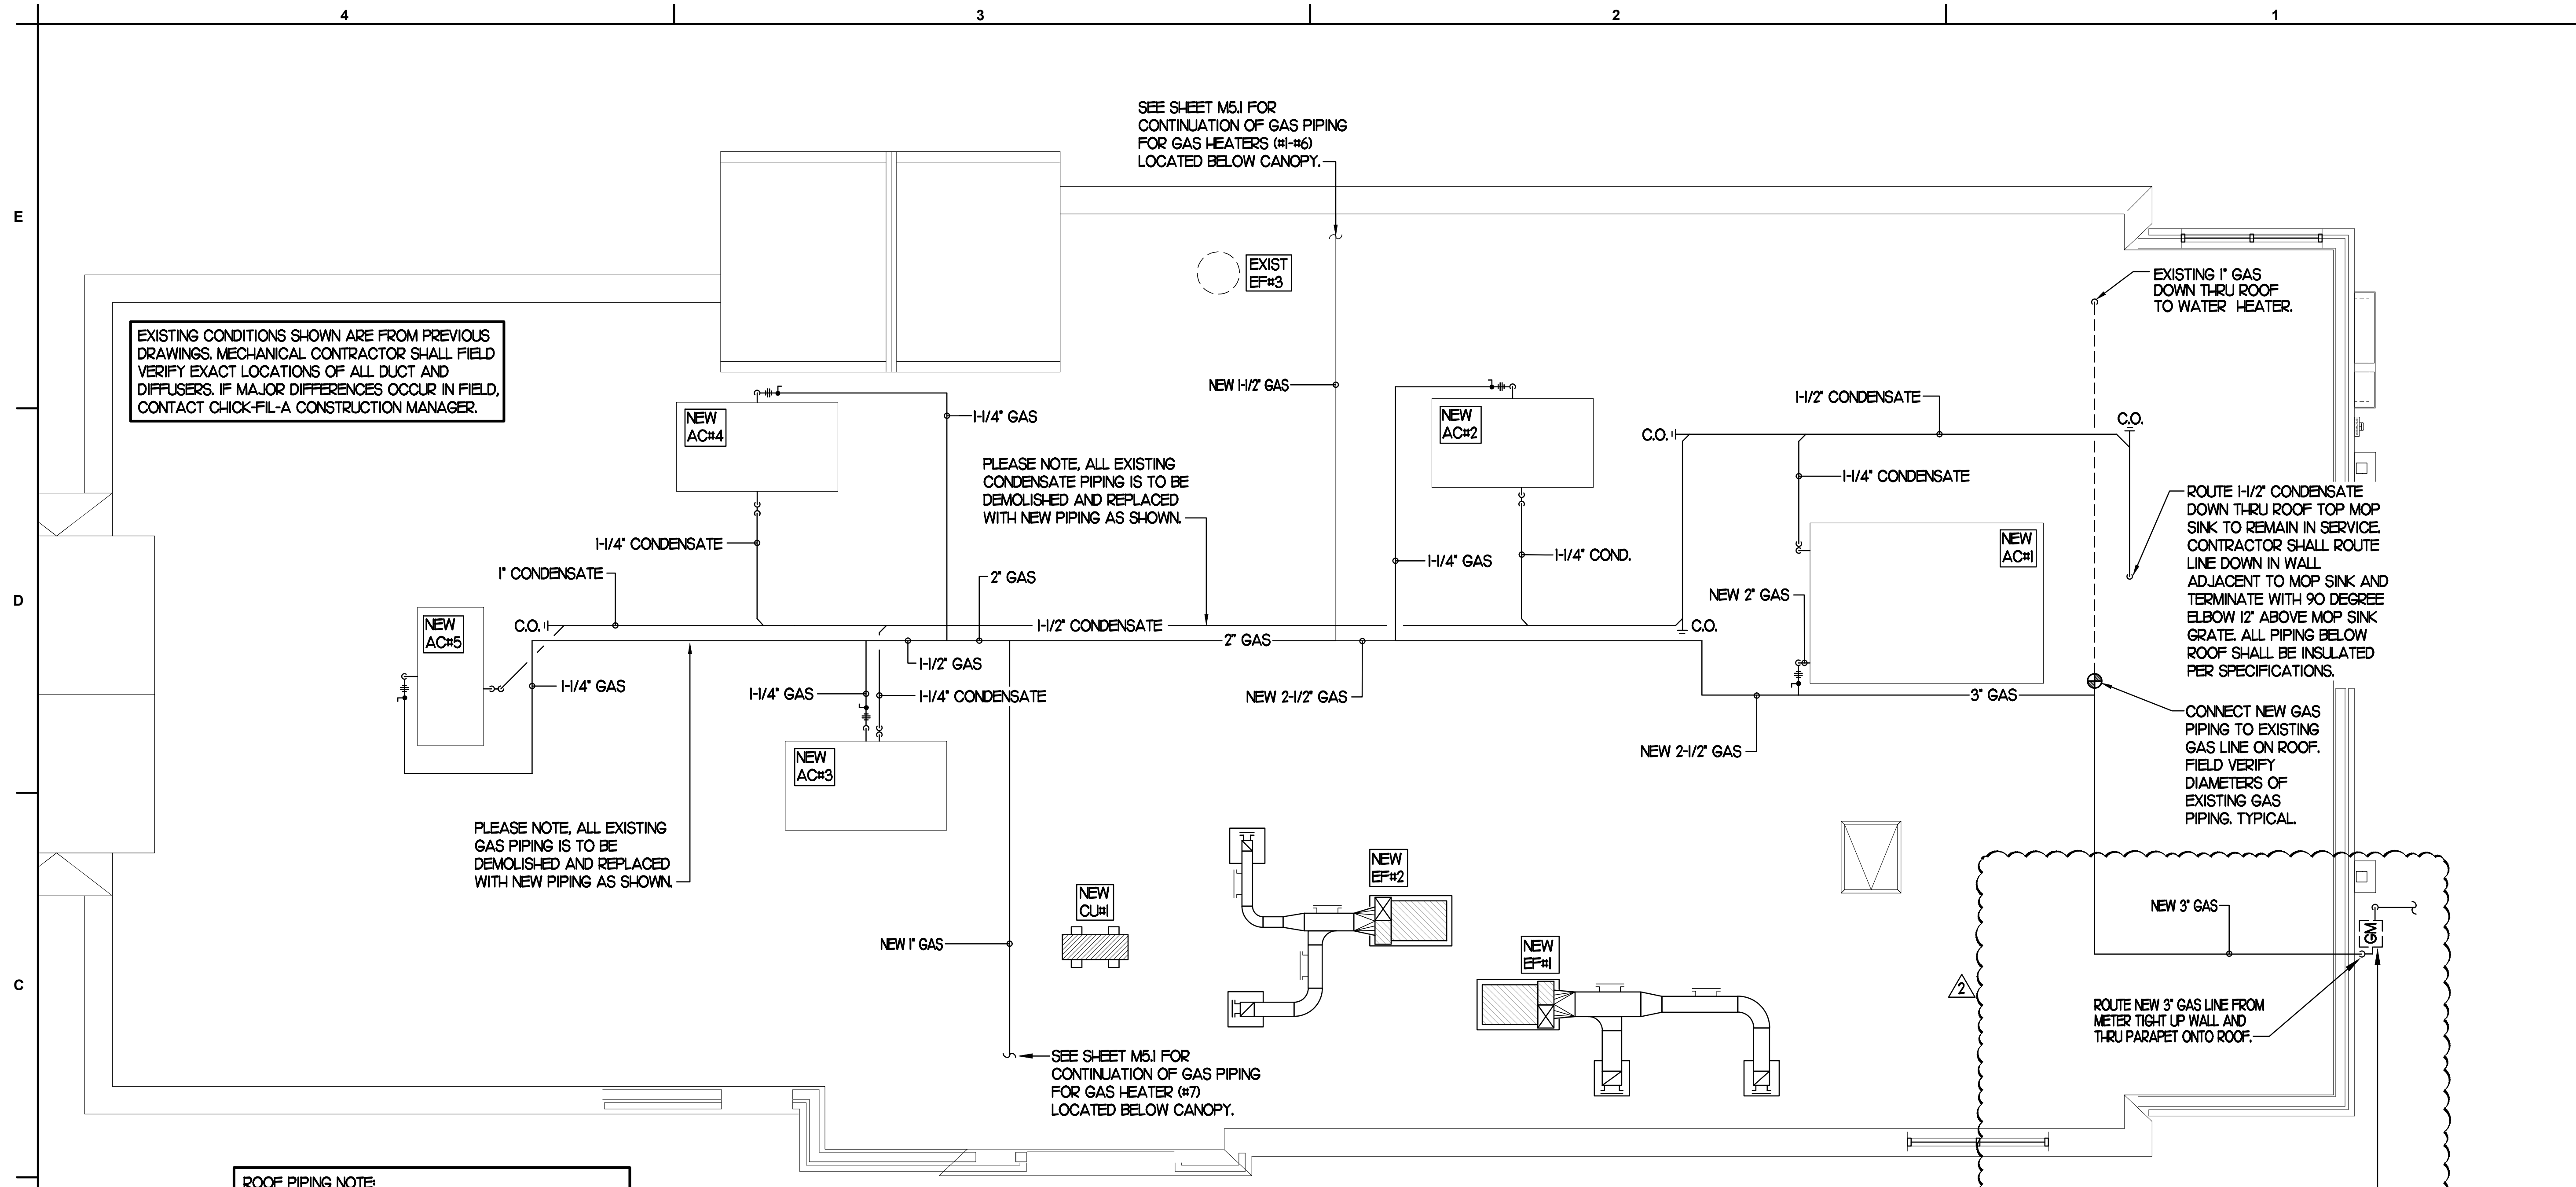 4
3
2
1
E
D
C
SEE SHEET M5.1 FOR
CONTINUATION OF GAS PIPING
FOR GAS HEATERS (#1-#6)
LOCATED BELOW CANOPY.
EXIST
EF#3
EXISTING 1" GAS
DOWN THRU ROOF
TO WATER HEATER.
EXISTING CONDITIONS SHOWN ARE FROM PREVIOUS
DRAWINGS. MECHANICAL CONTRACTOR SHALL FIELD
VERIFY EXACT LOCATIONS OF ALL DUCT AND
DIFFUSERS. IF MAJOR DIFFERENCES OCCUR IN FIELD,
CONTACT CHICK-FIL-A CONSTRUCTION MANAGER.
NEW 1-1/2" GAS
1-1/2" CONDENSATE
NEW
AC#4
1-1/4" GAS
NEW
AC#2
C.O.
C.O.
PLEASE NOTE, ALL EXISTING
CONDENSATE PIPING IS TO BE
DEMOLISHED AND REPLACED
WITH NEW PIPING AS SHOWN.
1-1/4" CONDENSATE
ROUTE 1-1/2" CONDENSATE
DOWN THRU ROOF TOP MOP
SINK TO REMAIN IN SERVICE.
CONTRACTOR SHALL ROUTE
LINE DOWN IN WALL
ADJACENT TO MOP SINK AND
TERMINATE WITH 90 DEGREE
ELBOW 12" ABOVE MOP SINK
GRATE. ALL PIPING BELOW
ROOF SHALL BE INSULATED
PER SPECIFICATIONS.
1-1/4" CONDENSATE
1-1/4" GAS
1-1/4" COND.
NEW
AC#1
1" CONDENSATE
2" GAS
NEW 2" GAS
NEW
AC#5
C.O.
1-1/2" CONDENSATE
C.O.
2" GAS
1-1/2" GAS
1-1/4" GAS
1-1/4" GAS
1-1/4" CONDENSATE
NEW 2-1/2" GAS
3" GAS
CONNECT NEW GAS
PIPING TO EXISTING
GAS LINE ON ROOF.
FIELD VERIFY
DIAMETERS OF
EXISTING GAS
PIPING. TYPICAL.
NEW 2-1/2" GAS
NEW
AC#3
PLEASE NOTE, ALL EXISTING
GAS PIPING IS TO BE
DEMOLISHED AND REPLACED
WITH NEW PIPING AS SHOWN.
NEW
EF#2
NEW
CU#1
NEW 3" GAS
GM
NEW 1" GAS
NEW
EF#1
2
ROUTE NEW 3" GAS LINE FROM
METER TIGHT UP WALL AND
THRU PARAPET ONTO ROOF.
SEE SHEET M5.1 FOR
CONTINUATION OF GAS PIPING
FOR GAS HEATER (#7)
LOCATED BELOW CANOPY.
ROOF PIPING NOTE: